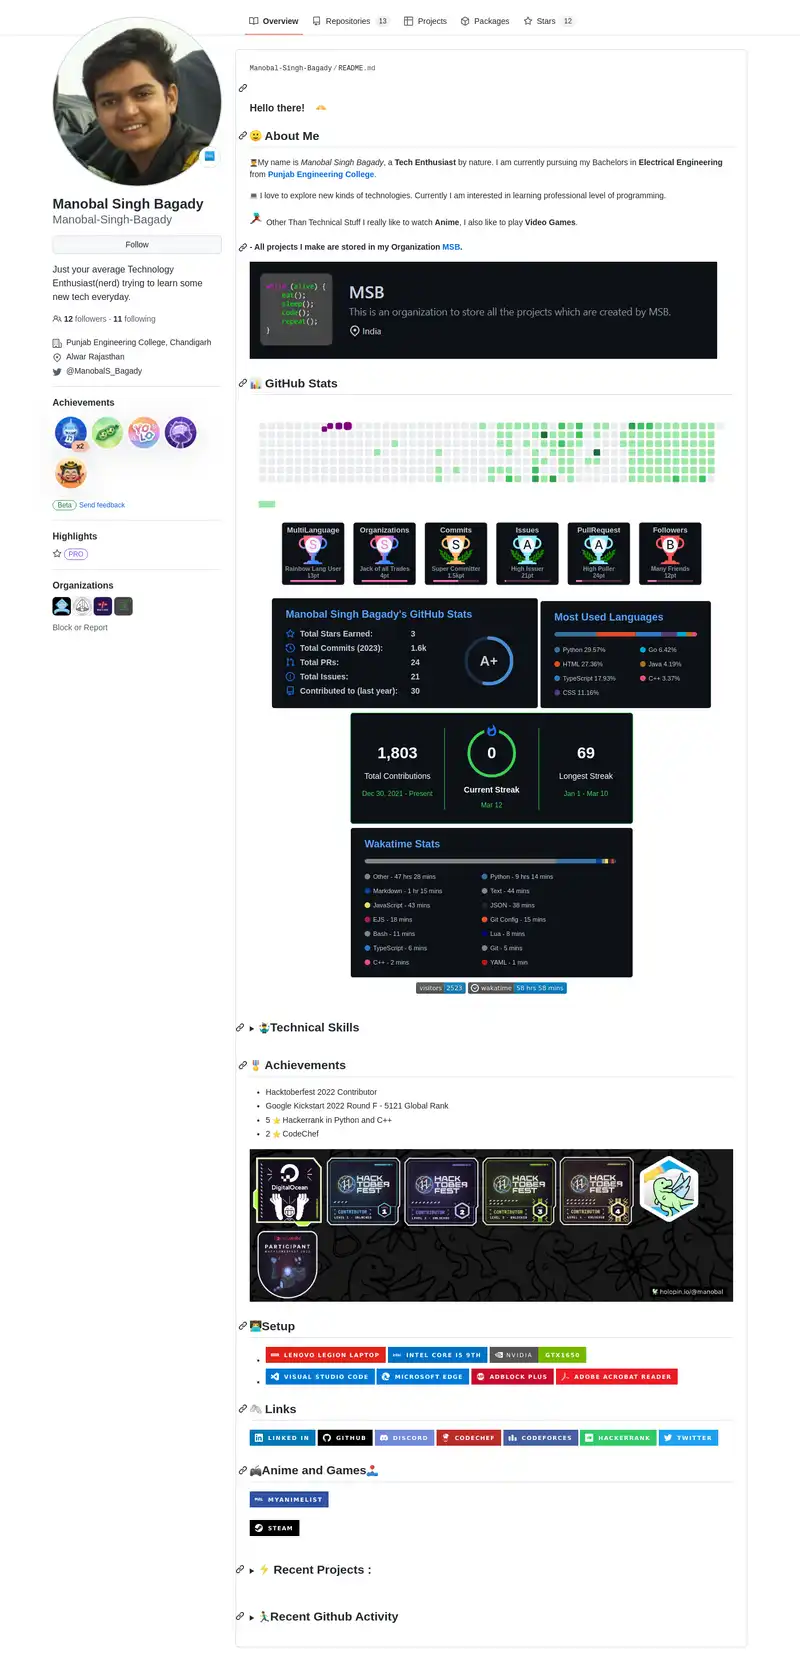 Overview
Repositories 13
Projects
Packages
Stars 12
Manobal Singh Bagady
Manobal-Singh-Bagady
Follow
Just your average Technology
Enthusiast(nerd) trying to learn some
new tech everyday.
12 followers · 11 following
Punjab Engineering College, Chandigarh
Alwar Rajasthan
@ManobalS_Bagady
Achievements
YOLO
x2
Beta Send feedback
Highlights
PRO
Organizations
Block or Report
Manobal-Singh-Bagady / README.md
Hello there!
About Me
My name is Manobal Singh Bagady, a Tech Enthusiast by nature. I am currently pursuing my Bachelors in Electrical Engineering
from Punjab Engineering College.
I love to explore new kinds of technologies. Currently I am interested in learning professional level of programming.
Other Than Technical Stuff I really like to watch Anime, I also like to play Video Games.
- All projects I make are stored in my Organization MSB.
while (alive) {
eat();
sleep();
code();
repeat();
}
MSB
This is an organization to store all the projects which are created by MSB.
India
GitHub Stats
MultiLanguage
S
Rainbow Lang User
13pt
Organizations
S
Jack of all Trades
4pt
Commits
S
Super Committer
1.5kpt
Issues
A
High Issuer
21pt
PullRequest
A
High Puller
24pt
Followers
B
Many Friends
12pt
Manobal Singh Bagady's GitHub Stats
Total Stars Earned: 3
Total Commits (2023): 1.6k
Total PRs: 24
Total Issues: 21
Contributed to (last year): 30
A+
Most Used Languages
Python 29.57%
Go 6.42%
HTML 27.36%
Java 4.19%
TypeScript 17.93%
C++ 3.37%
CSS 11.16%
1,803
Total Contributions
Dec 30, 2021 - Present
0
Current Streak
Mar 12
69
Longest Streak
Jan 1 - Mar 10
Wakatime Stats
Other - 47 hrs 28 mins
Python - 9 hrs 14 mins
Markdown - 1 hr 15 mins
Text - 44 mins
JavaScript - 43 mins
JSON - 38 mins
EJS - 18 mins
Git Config - 15 mins
Bash - 11 mins
Lua - 8 mins
TypeScript - 6 mins
Git - 5 mins
C++ - 2 mins
YAML - 1 min
visitors 2523
wakatime 58 hrs 58 mins
Technical Skills
Achievements
Hacktoberfest 2022 Contributor
Google Kickstart 2022 Round F - 5121 Global Rank
5 ⭐ Hackerrank in Python and C++
2 ⭐ CodeChef
DigitalOcean
HACKTOBERFEST
CONTRIBUTOR
1
HACKTOBERFEST
CONTRIBUTOR
2
HACKTOBERFEST
CONTRIBUTOR
3
HACKTOBERFEST
CONTRIBUTOR
4
PARTICIPANT
holopin.io/@manobal
Setup
LENOVO LEGION LAPTOP
INTEL CORE I5 9TH
NVIDIA GTX1650
VISUAL STUDIO CODE
MICROSOFT EDGE
ADBLOCK PLUS
ADOBE ACROBAT READER
Links
LINKED IN
GITHUB
DISCORD
CODECHEF
CODEFORCES
HACKERRANK
TWITTER
Anime and Games
MYANIMELIST
STEAM
Recent Projects :
Recent Github Activity